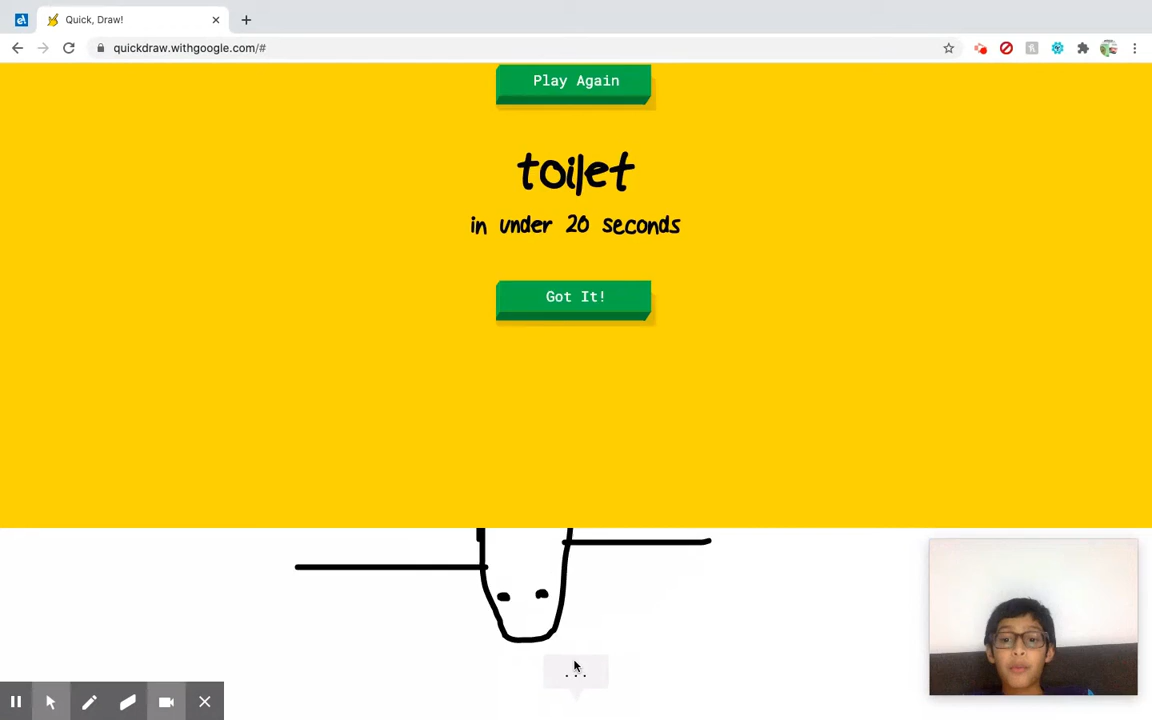 Quick, Draw!
quickdraw.withgoogle.com/#
Play Again
toilet
in under 20 seconds
Got It!
...